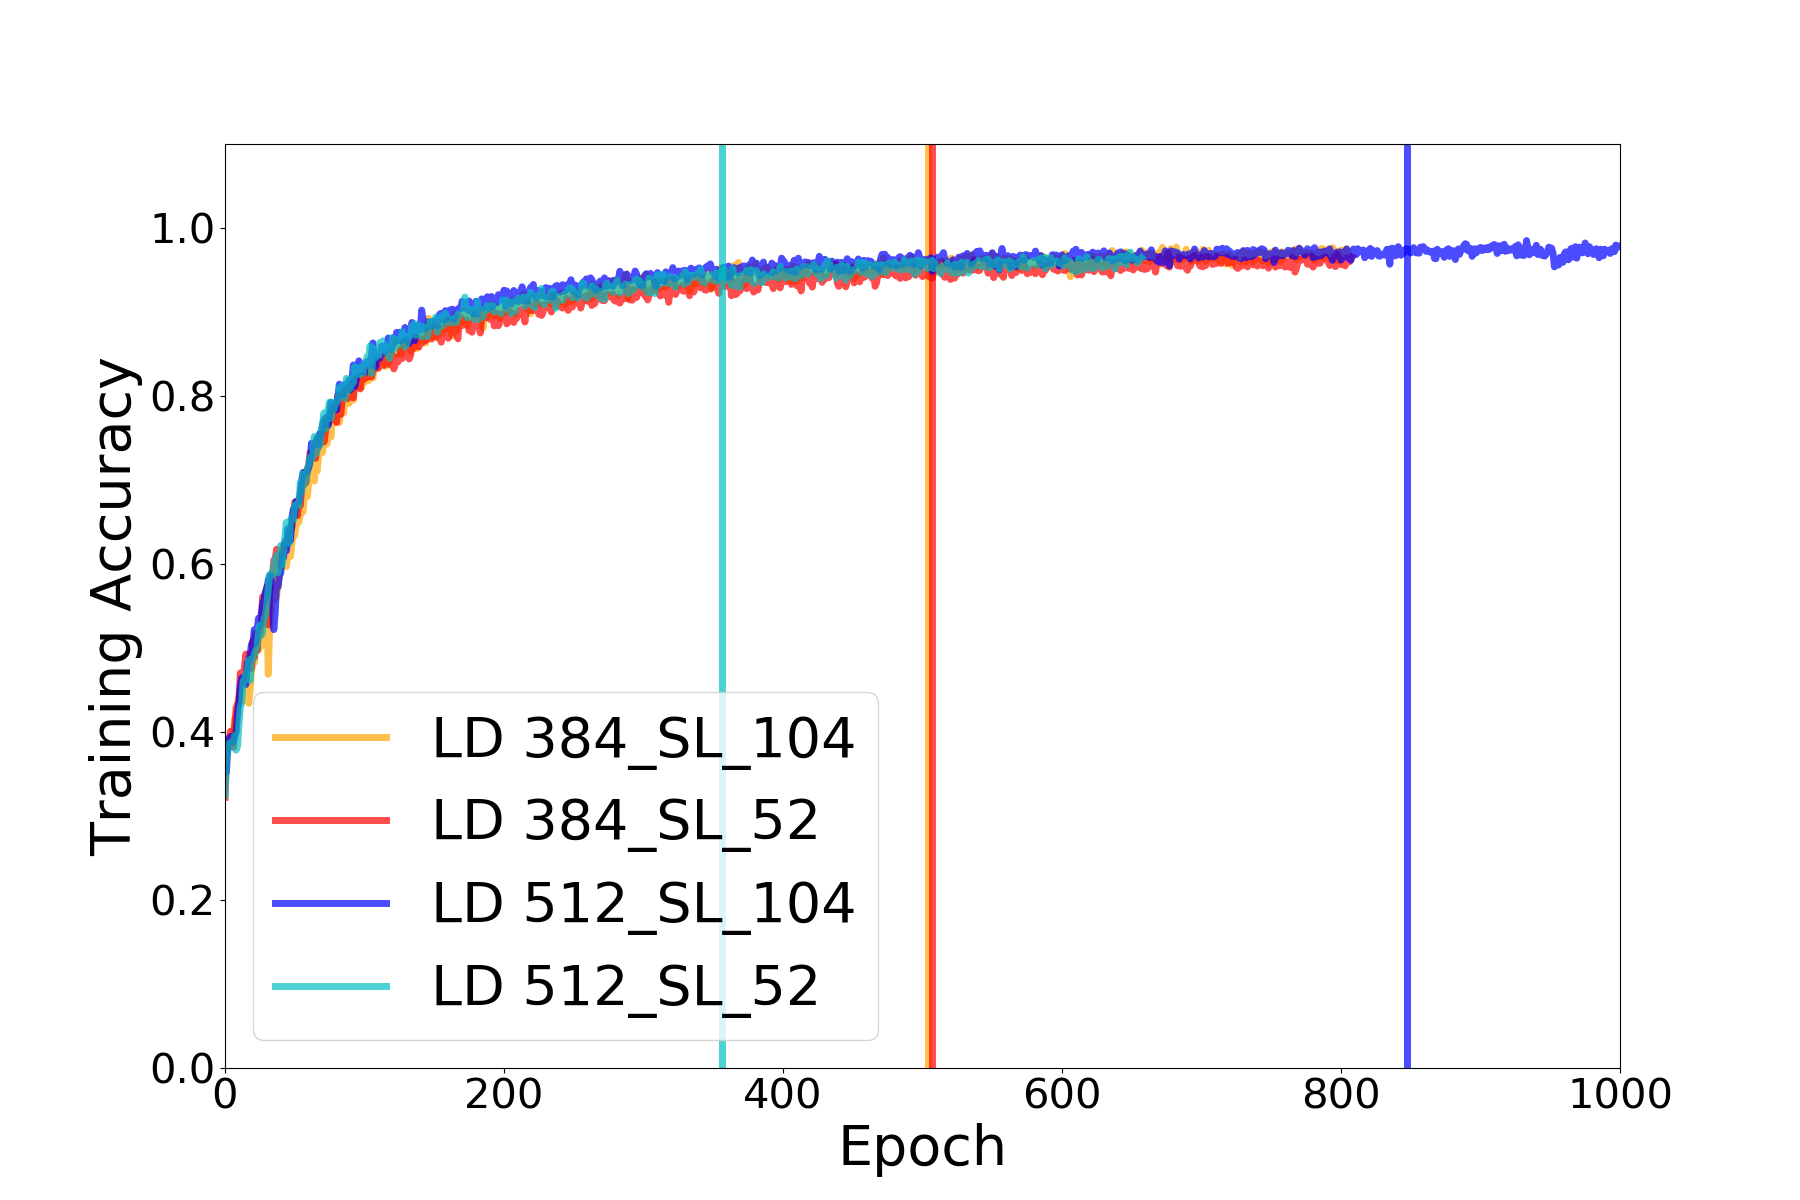 Training Accuracy
1.0
0.8
0.6
0.4
0.2
0.0
LD 384_SL_104
LD 384_SL_52
LD 512_SL_104
LD 512_SL_52
0 200 400 600 800 1000
Epoch